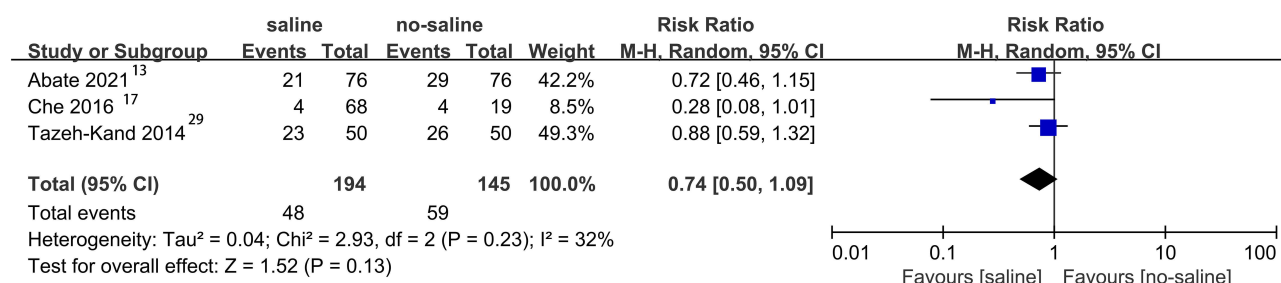 saline no-saline Risk Ratio Risk Ratio
Study or Subgroup Events Total Events Total Weight M-H, Random, 95% CI M-H, Random, 95% CI
Abate 2021 13 21 76 29 76 42.2% 0.72 [0.46, 1.15]
Che 2016 17 4 68 4 19 8.5% 0.28 [0.08, 1.01]
Tazeh-Kand 2014 29 23 50 26 50 49.3% 0.88 [0.59, 1.32]
Total (95% CI) 194 145 100.0% 0.74 [0.50, 1.09]
Total events 48 59
Heterogeneity: Tau² = 0.04; Chi² = 2.93, df = 2 (P = 0.23); I² = 32%
Test for overall effect: Z = 1.52 (P = 0.13)
0.01 0.1 1 10 100
Favours [saline] Favours [no-saline]